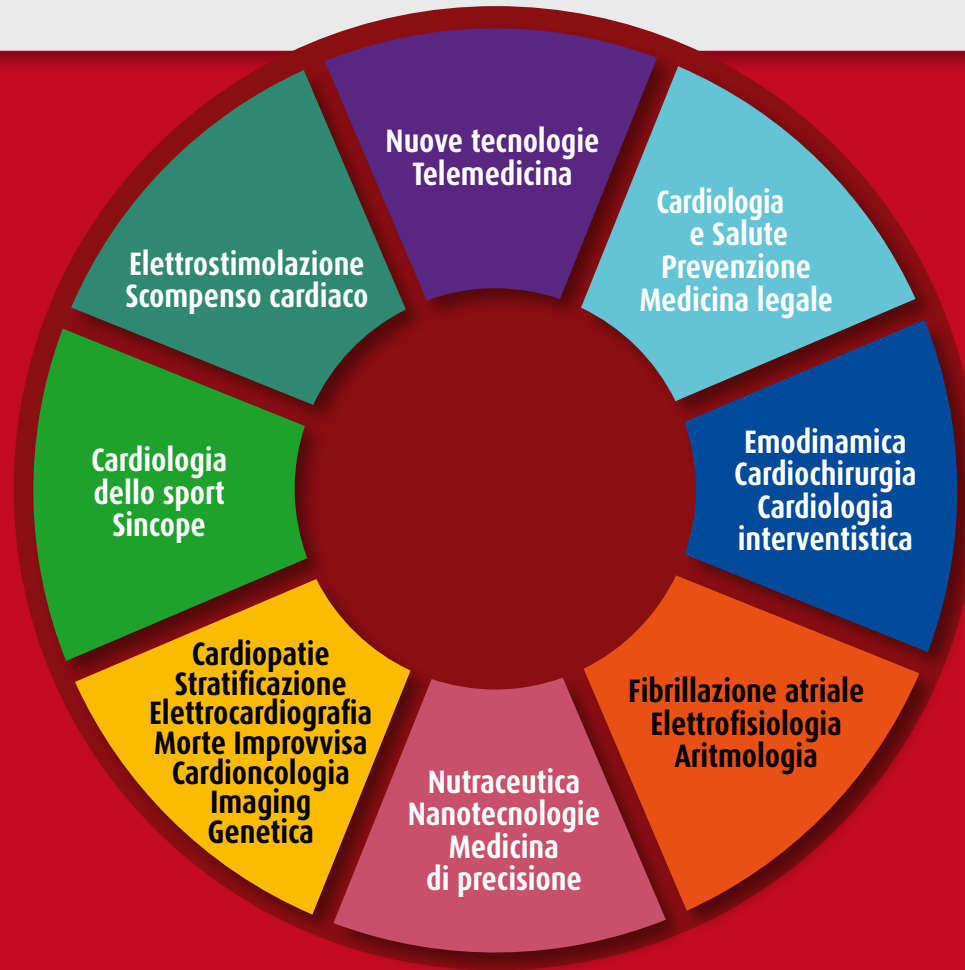 Nuove tecnologie
Telemedicina
Cardiologia
e Salute
Prevenzione
Medicina legale
Emodinamica
Cardiochirurgia
Cardiologia
interventistica
Fibrillazione atriale
Elettrofisiologia
Aritmologia
Nutraceutica
Nanotecnologie
Medicina
di precisione
Cardiopatie
Stratificazione
Elettrocardiografia
Morte Improvvisa
Cardioncologia
Imaging
Genetica
Cardiologia
dello sport
Sincope
Elettrostimolazione
Scompenso cardiaco